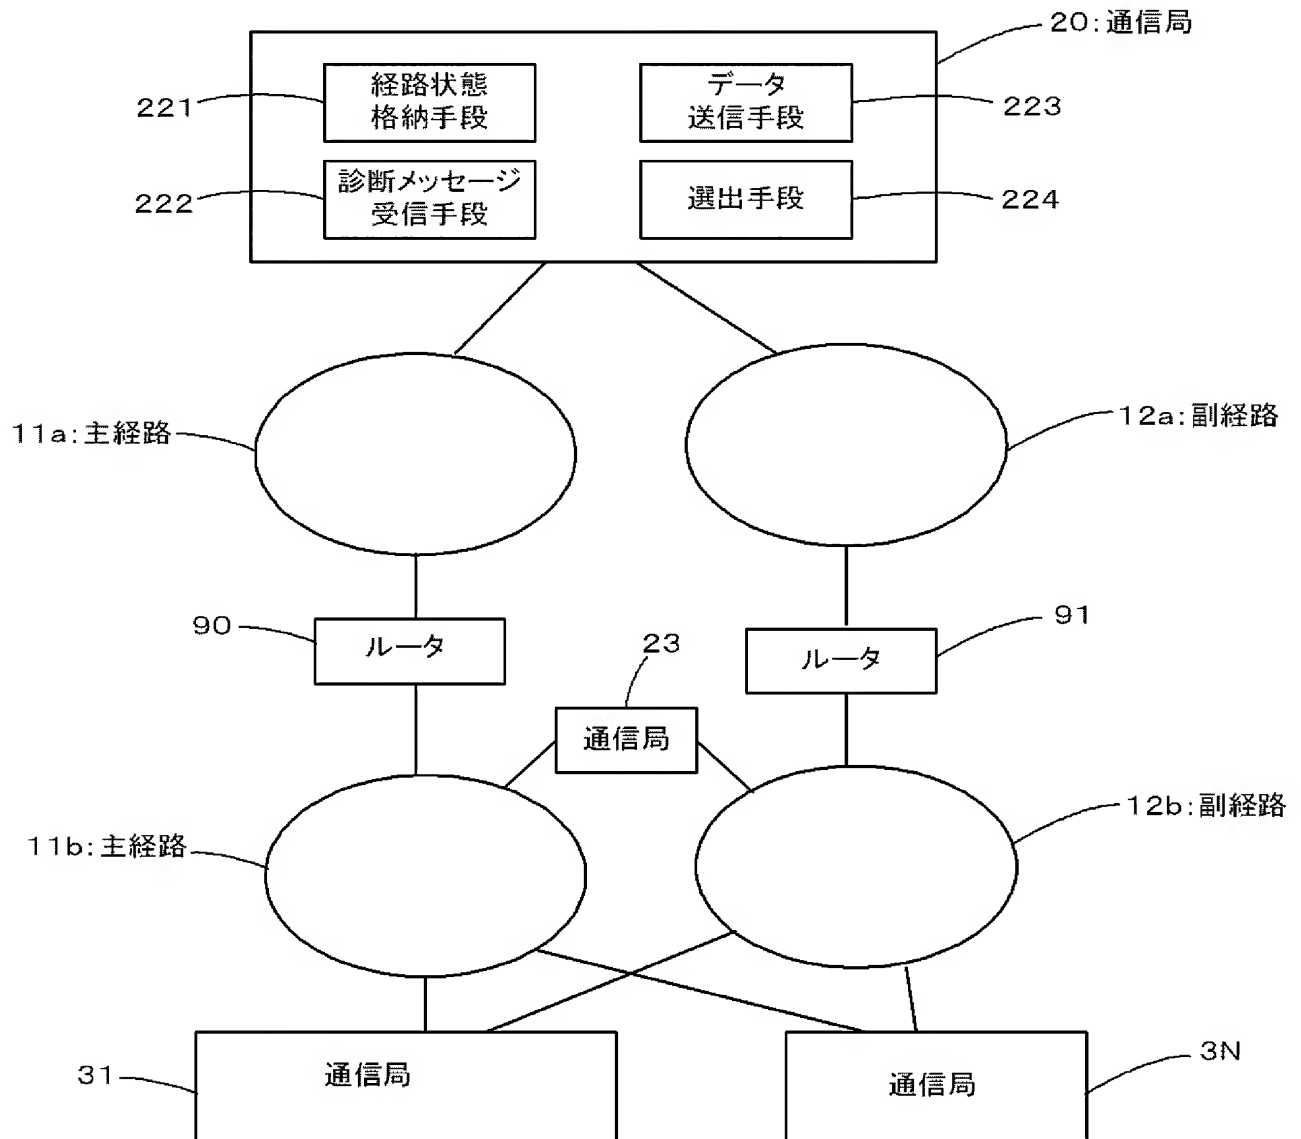 20:通信局
経路状態
格納手段
221
データ
送信手段
223
診断メッセージ
受信手段
222
選出手段
224
11a:主経路
12a:副経路
90
ルータ
91
ルータ
23
通信局
11b:主経路
12b:副経路
31
通信局
3N
通信局